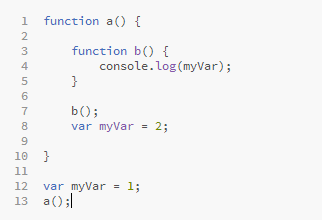 1 function a() {
2
3     function b() {
4         console.log(myVar);
5     }
6
7     b();
8     var myVar = 2;
9
10 }
11
12 var myVar = 1;
13 a();